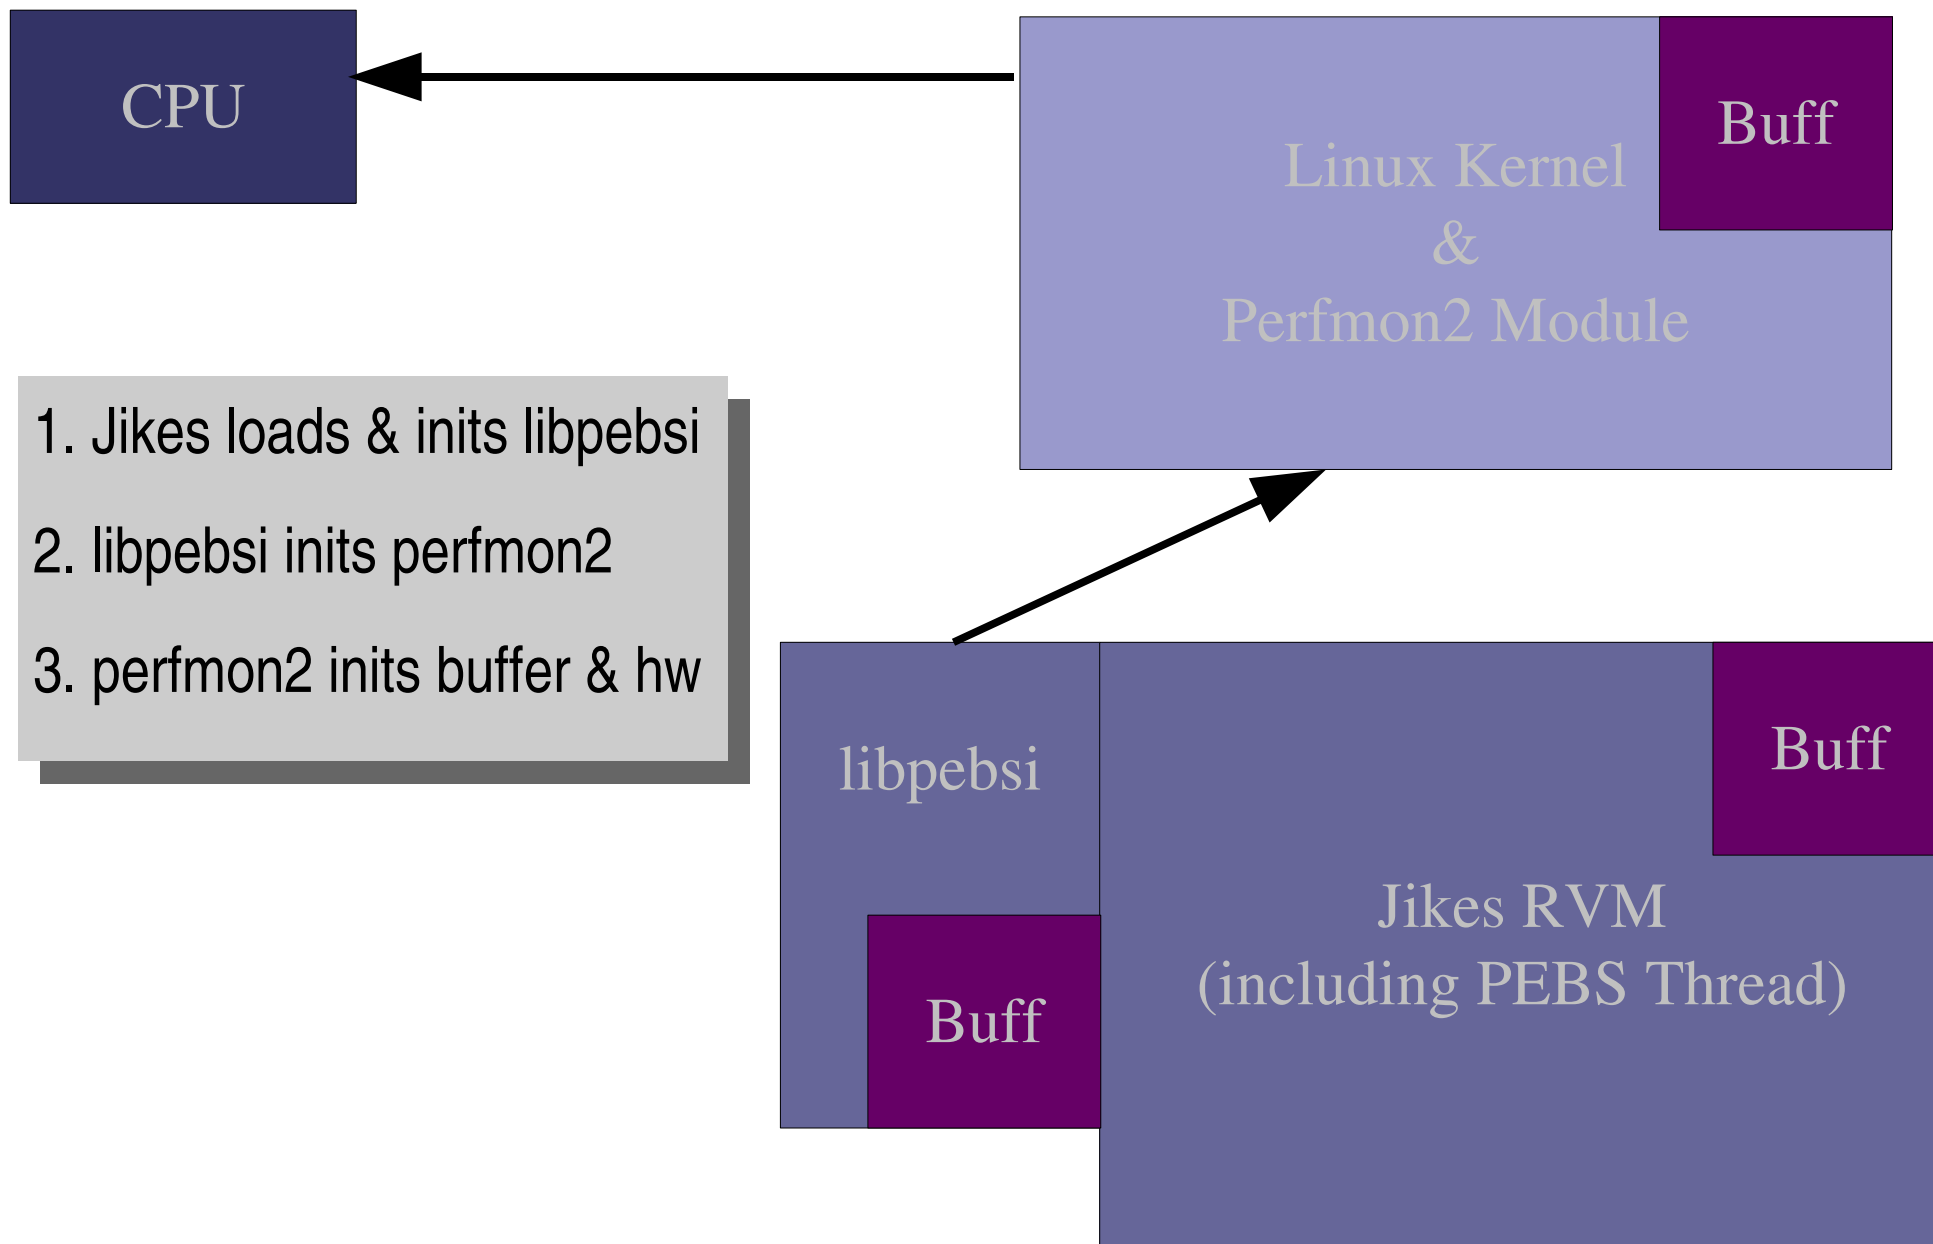 CPU
Buff
Linux Kernel
&
Perfmon2 Module
1. Jikes loads & inits libpebsi
2. libpebsi inits perfmon2
3. perfmon2 inits buffer & hw
libpebsi
Buff
Jikes RVM
(including PEBS Thread)
Buff